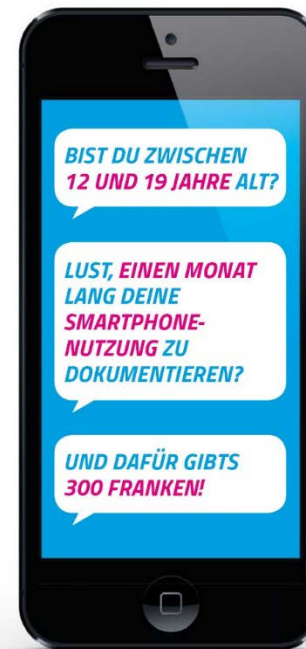 BIST DU ZWISCHEN
12 UND 19 JAHRE ALT?
LUST, EINEN MONAT
LANG DEINE
SMARTPHONE-
NUTZUNG ZU
DOKUMENTIEREN?
UND DAFÜR GIBTS
300 FRANKEN!